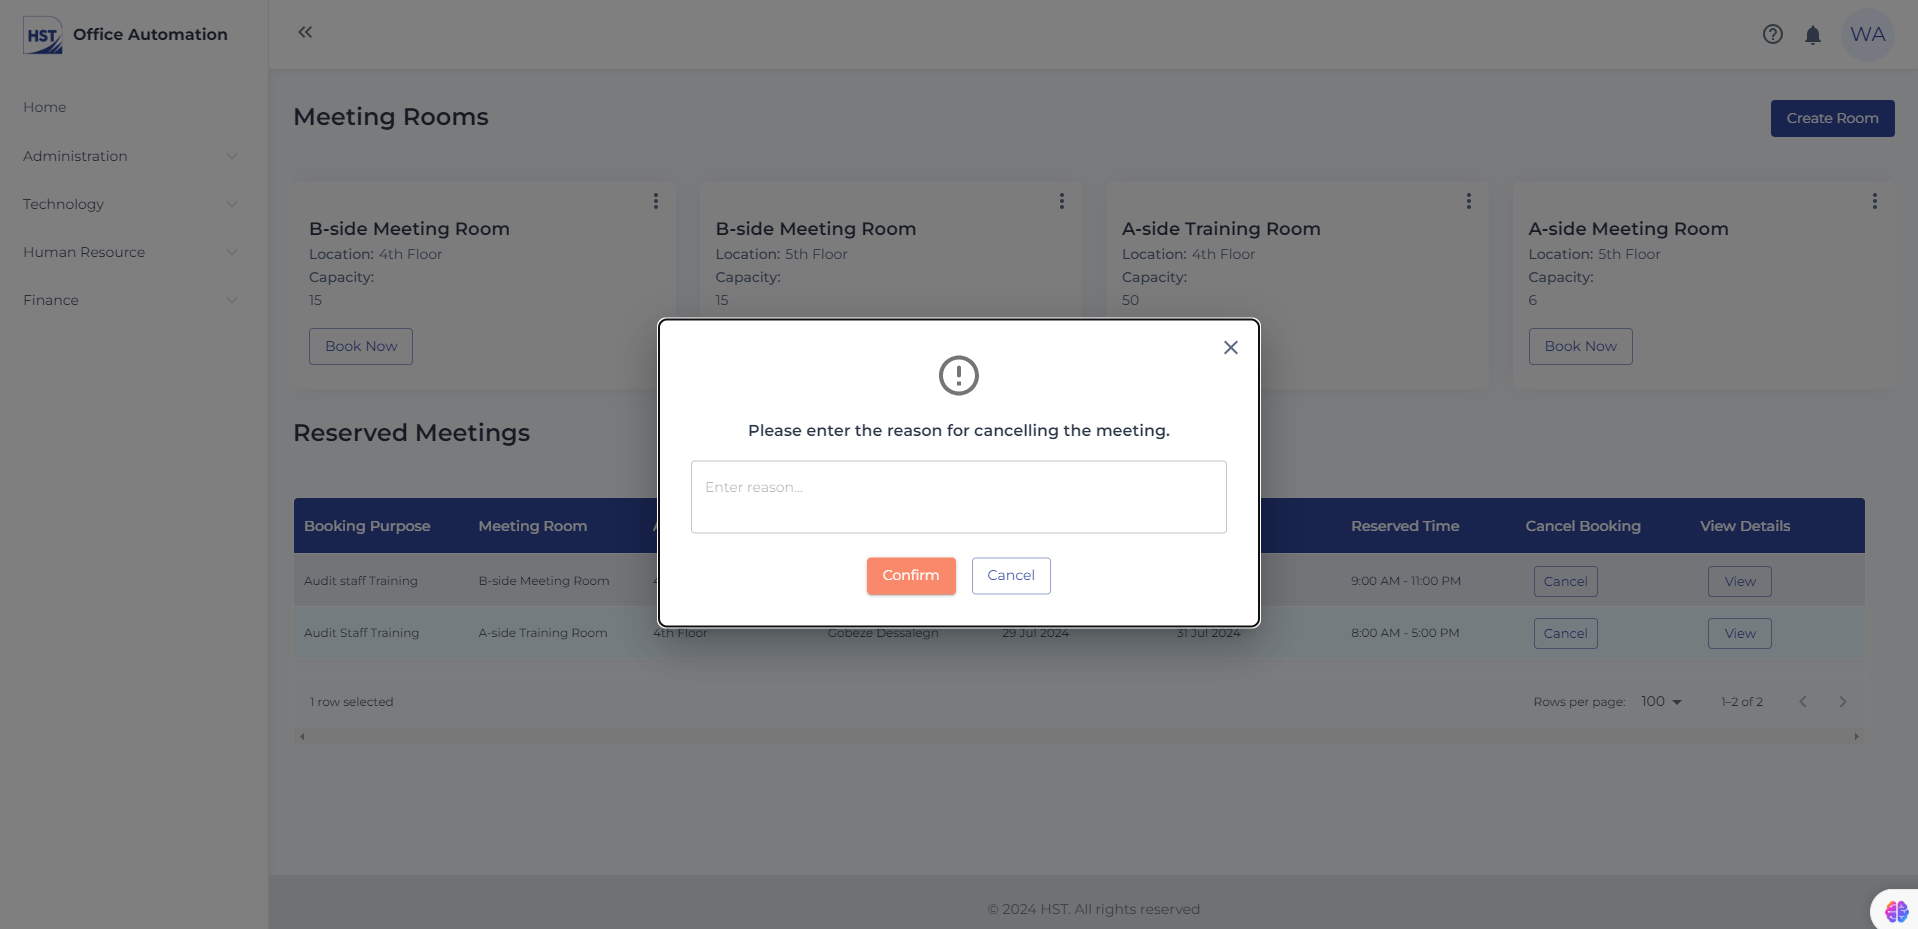 HST
Office Automation
WA
Home
Administration
Technology
Human Resource
Finance
Meeting Rooms
Create Room
B-side Meeting Room
Location: 4th Floor
Capacity:
15
Book Now
B-side Meeting Room
Location: 5th Floor
Capacity:
15
A-side Training Room
Location: 4th Floor
Capacity:
50
A-side Meeting Room
Location: 5th Floor
Capacity:
6
Book Now
Please enter the reason for cancelling the meeting.
Enter reason...
Confirm
Cancel
Reserved Meetings
Booking Purpose Meeting Room Reserved Time Cancel Booking View Details
Audit staff Training B-side Meeting Room 9:00 AM - 11:00 PM Cancel View
Audit Staff Training A-side Training Room 4th Floor Gobeze Dessalegn 29 Jul 2024 31 Jul 2024 8:00 AM - 5:00 PM Cancel View
1 row selected
Rows per page: 100 1–2 of 2
© 2024 HST. All rights reserved